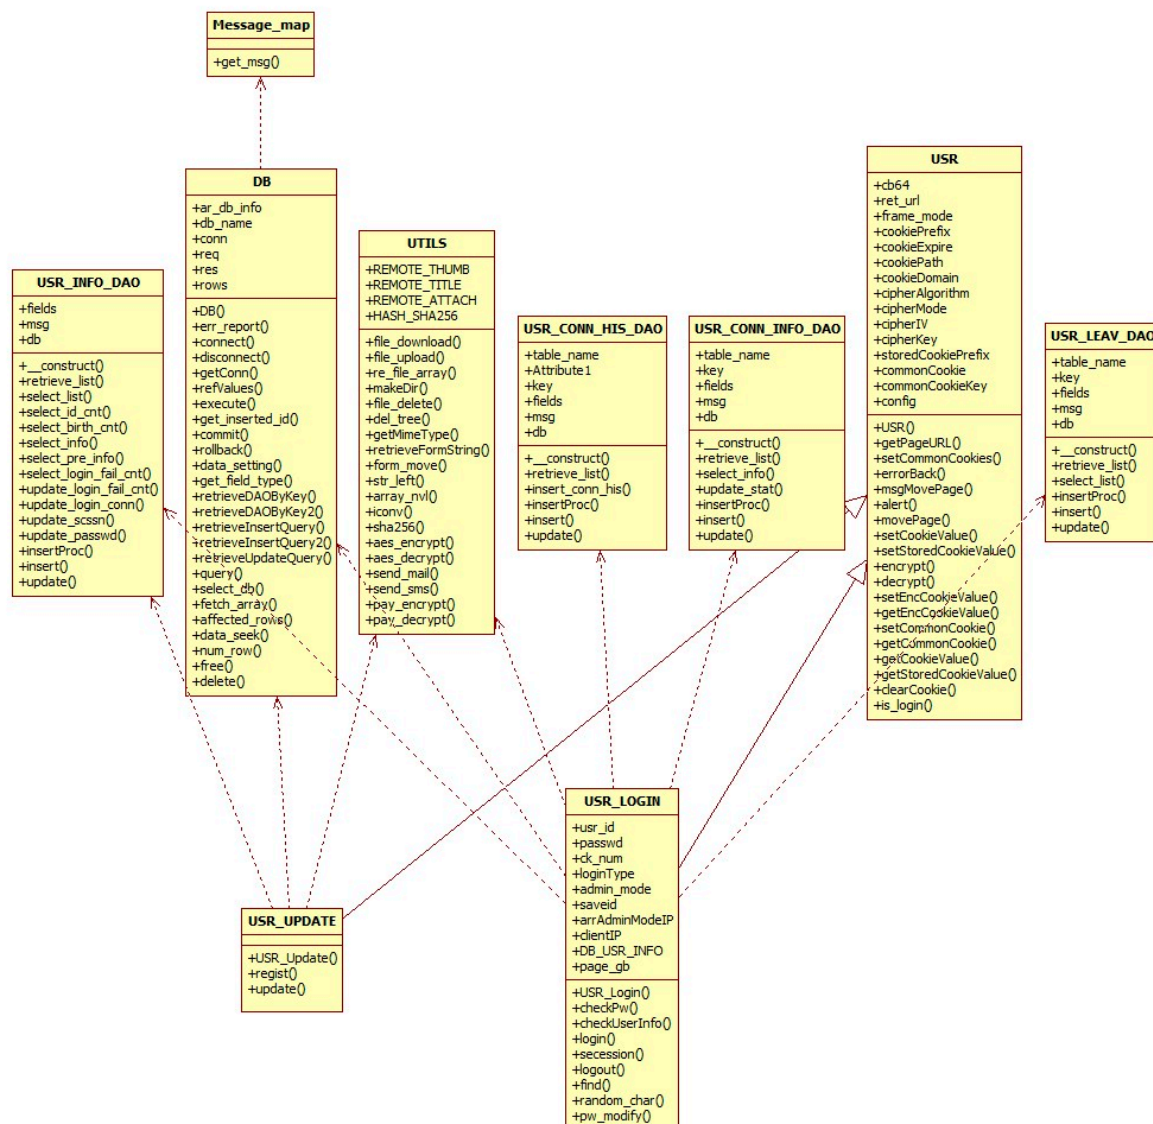 Message_map
+get_msg()
DB
+ar_db_info
+db_name
+conn
+req
+res
+rows
+DB()
+err_report()
+connect()
+disconnect()
+getConn()
+refValues()
+execute()
+get_inserted_id()
+commit()
+rollback()
+data_setting()
+get_field_type()
+retrieveDAOByKey()
+retrieveDAOByKey2()
+retrieveInsertQuery()
+retrieveInsertQuery2()
+retrieveUpdateQuery()
+query()
+select_db()
+fetch_array()
+affected_rows()
+data_seek()
+num_row()
+free()
+delete()
USR
+cb64
+ret_url
+frame_mode
+cookiePrefix
+cookieExpire
+cookiePath
+cookieDomain
+cipherAlgorithm
+cipherMode
+cipherIV
+cipherKey
+storedCookiePrefix
+commonCookie
+commonCookieKey
+config
+USR()
+getPageURL()
+setCommonCookies()
+errorBack()
+msgMovePage()
+alert()
+movePage()
+setCookieValue()
+setStoredCookieValue()
+encrypt()
+decrypt()
+setEncCookieValue()
+getEncCookieValue()
+setCommonCookie()
+getCommonCookie()
+getCookieValue()
+getStoredCookieValue()
+clearCookie()
+is_login()
UTILS
+REMOTE_THUMB
+REMOTE_TITLE
+REMOTE_ATTACH
+HASH_SHA256
+file_download()
+file_upload()
+re_file_array()
+makeDir()
+file_delete()
+del_tree()
+getMimeType()
+retrieveFormString()
+form_move()
+str_left()
+array_nvl()
+iconv()
+sha256()
+aes_encrypt()
+aes_decrypt()
+send_mail()
+send_sms()
+pay_encrypt()
+pay_decrypt()
USR_INFO_DAO
+fields
+msg
+db
+__construct()
+retrieve_list()
+select_list()
+select_id_cnt()
+select_birth_cnt()
+select_info()
+select_pre_info()
+select_login_fail_cnt()
+update_login_fail_cnt()
+update_login_conn()
+update_scssn()
+update_passwd()
+insertProc()
+insert()
+update()
USR_CONN_HIS_DAO
+table_name
+Attribute1
+key
+fields
+msg
+db
+__construct()
+retrieve_list()
+insert_conn_his()
+insertProc()
+insert()
+update()
USR_CONN_INFO_DAO
+table_name
+key
+fields
+msg
+db
+__construct()
+retrieve_list()
+select_info()
+update_stat()
+insertProc()
+insert()
+update()
USR_LEAV_DAO
+table_name
+key
+fields
+msg
+db
+__construct()
+retrieve_list()
+select_list()
+insertProc()
+insert()
+update()
USR_LOGIN
+usr_id
+passwd
+ck_num
+loginType
+admin_mode
+saveid
+arrAdminModeIP
+clientIP
+DB_USR_INFO
+page_gb
+USR_Login()
+checkPw()
+checkUserInfo()
+login()
+secession()
+logout()
+find()
+random_char()
+pw_modify()
USR_UPDATE
+USR_Update()
+regist()
+update()